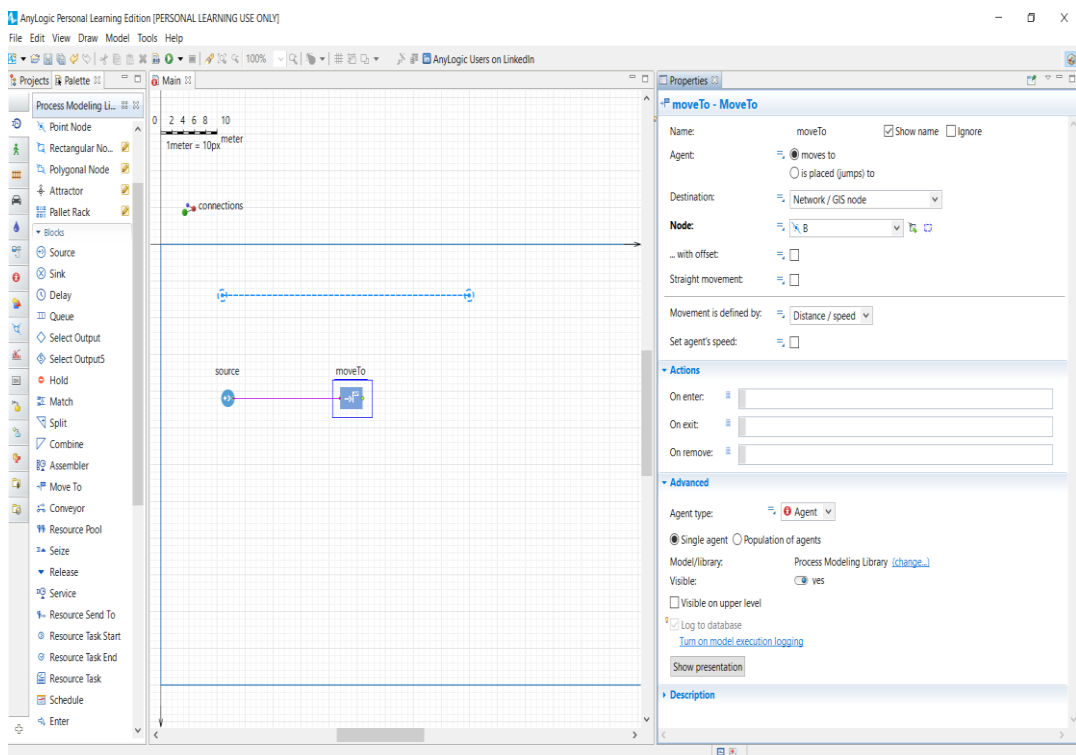 AnyLogic Personal Learning Edition [PERSONAL LEARNING USE ONLY]
File Edit View Draw Model Tools Help
100% AnyLogic Users on LinkedIn
Projects Palette
Process Modeling Li...
Point Node
Rectangular No...
Polygonal Node
Attractor
Pallet Rack
Blocks
Source
Sink
Delay
Queue
Select Output
Select Output5
Hold
Match
Split
Combine
Assembler
Move To
Conveyor
Resource Pool
Seize
Release
Service
Resource Send To
Resource Task Start
Resource Task End
Resource Task
Schedule
Enter
Main
0 2 4 6 8 10
meter
1meter = 10px
connections
source moveTo
Properties
moveTo - MoveTo
Name: moveTo Show name Ignore
Agent: moves to
is placed (jumps) to
Destination: Network / GIS node
Node: B
... with offset:
Straight movement:
Movement is defined by: Distance / speed
Set agent's speed:
Actions
On enter:
On exit:
On remove:
Advanced
Agent type: Agent
Single agent Population of agents
Model/library: Process Modeling Library (change...)
Visible: yes
Visible on upper level
Log to database
Turn on model execution logging
Show presentation
Description